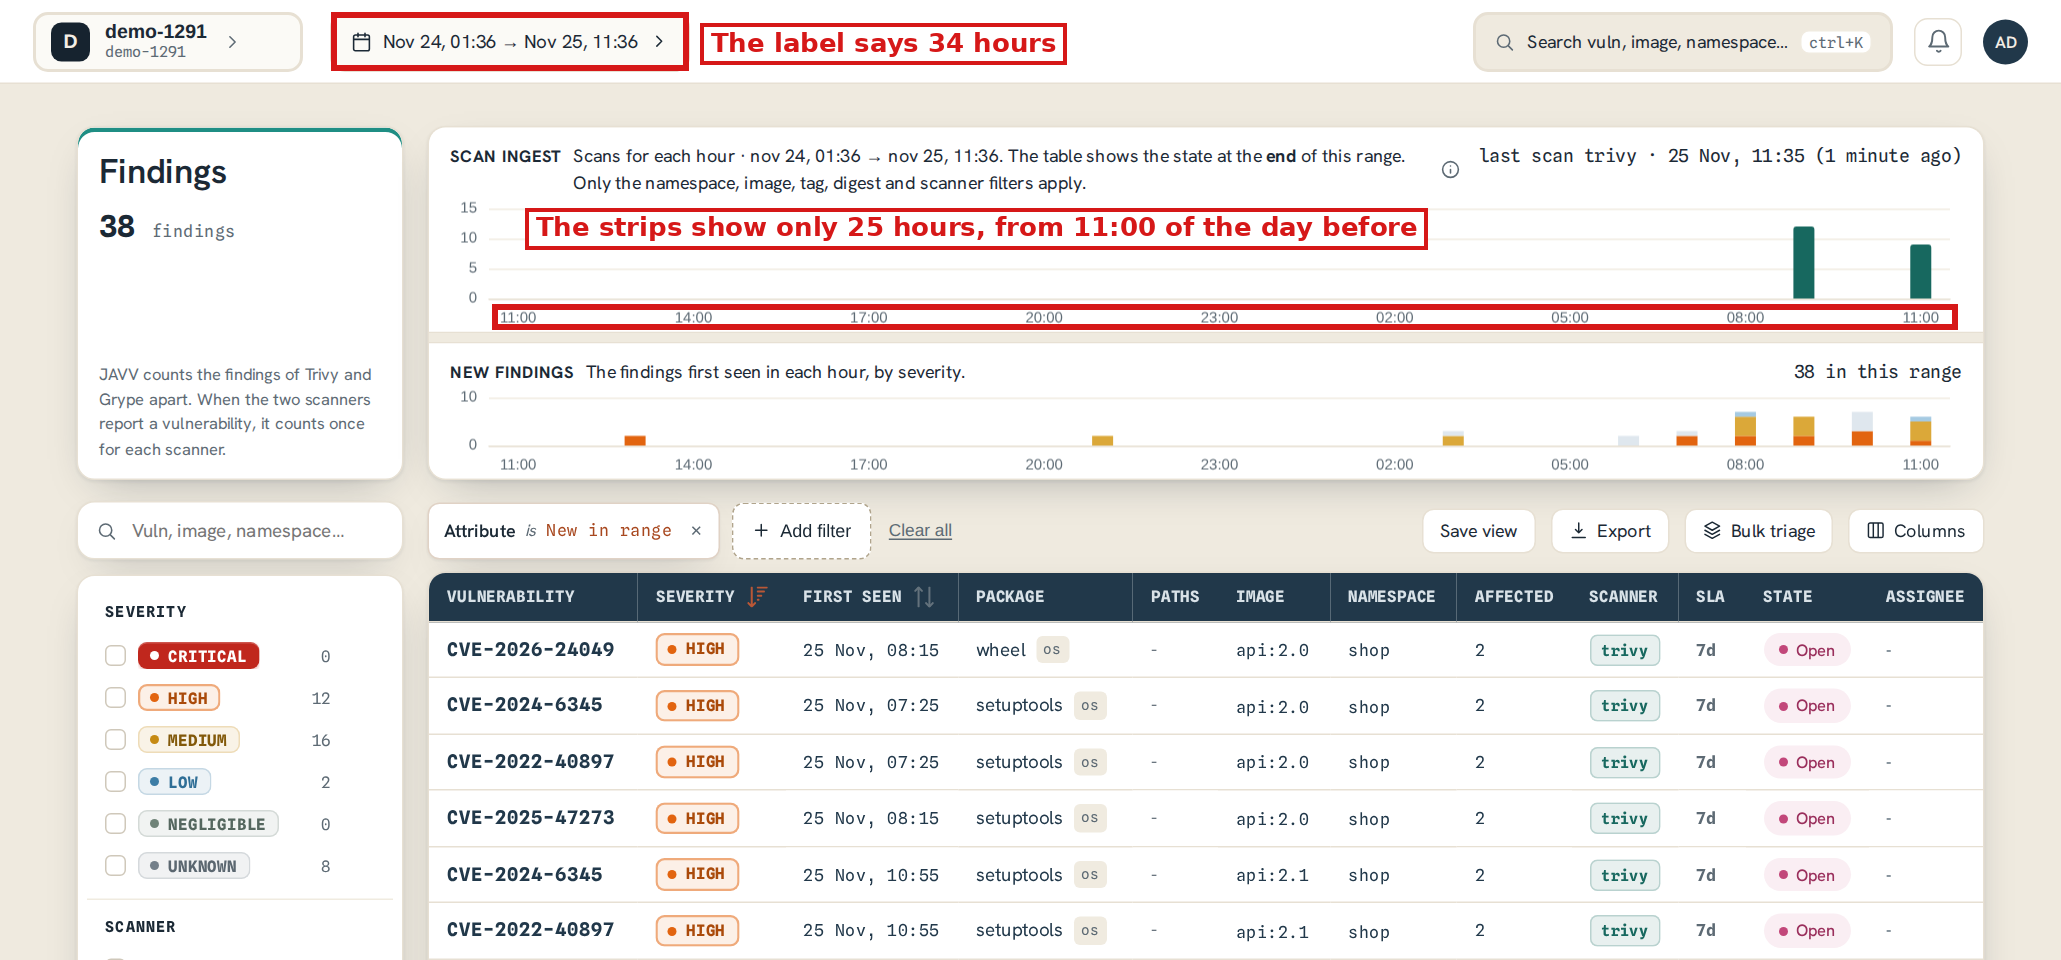 D demo-1291
demo-1291
Nov 24, 01:36 → Nov 25, 11:36
The label says 34 hours
Search vuln, image, namespace... ctrl+K
AD
Findings
38 findings
JAVV counts the findings of Trivy and
Grype apart. When the two scanners
report a vulnerability, it counts once
for each scanner.
SCAN INGEST Scans for each hour · nov 24, 01:36 → nov 25, 11:36. The table shows the state at the end of this range.
Only the namespace, image, tag, digest and scanner filters apply.
last scan trivy · 25 Nov, 11:35 (1 minute ago)
The strips show only 25 hours, from 11:00 of the day before
15
10
5
0
11:00 14:00 17:00 20:00 23:00 02:00 05:00 08:00 11:00
NEW FINDINGS The findings first seen in each hour, by severity.
38 in this range
10
0
11:00 14:00 17:00 20:00 23:00 02:00 05:00 08:00 11:00
Vuln, image, namespace...
Attribute is New in range ×
+ Add filter
Clear all
Save view
Export
Bulk triage
Columns
SEVERITY
CRITICAL 0
HIGH 12
MEDIUM 16
LOW 2
NEGLIGIBLE 0
UNKNOWN 8
SCANNER
VULNERABILITY SEVERITY FIRST SEEN PACKAGE PATHS IMAGE NAMESPACE AFFECTED SCANNER SLA STATE ASSIGNEE
CVE-2026-24049 HIGH 25 Nov, 08:15 wheel os - api:2.0 shop 2 trivy 7d Open -
CVE-2024-6345 HIGH 25 Nov, 07:25 setuptools os - api:2.0 shop 2 trivy 7d Open -
CVE-2022-40897 HIGH 25 Nov, 07:25 setuptools os - api:2.0 shop 2 trivy 7d Open -
CVE-2025-47273 HIGH 25 Nov, 08:15 setuptools os - api:2.0 shop 2 trivy 7d Open -
CVE-2024-6345 HIGH 25 Nov, 10:55 setuptools os - api:2.1 shop 2 trivy 7d Open -
CVE-2022-40897 HIGH 25 Nov, 10:55 setuptools os - api:2.1 shop 2 trivy 7d Open -